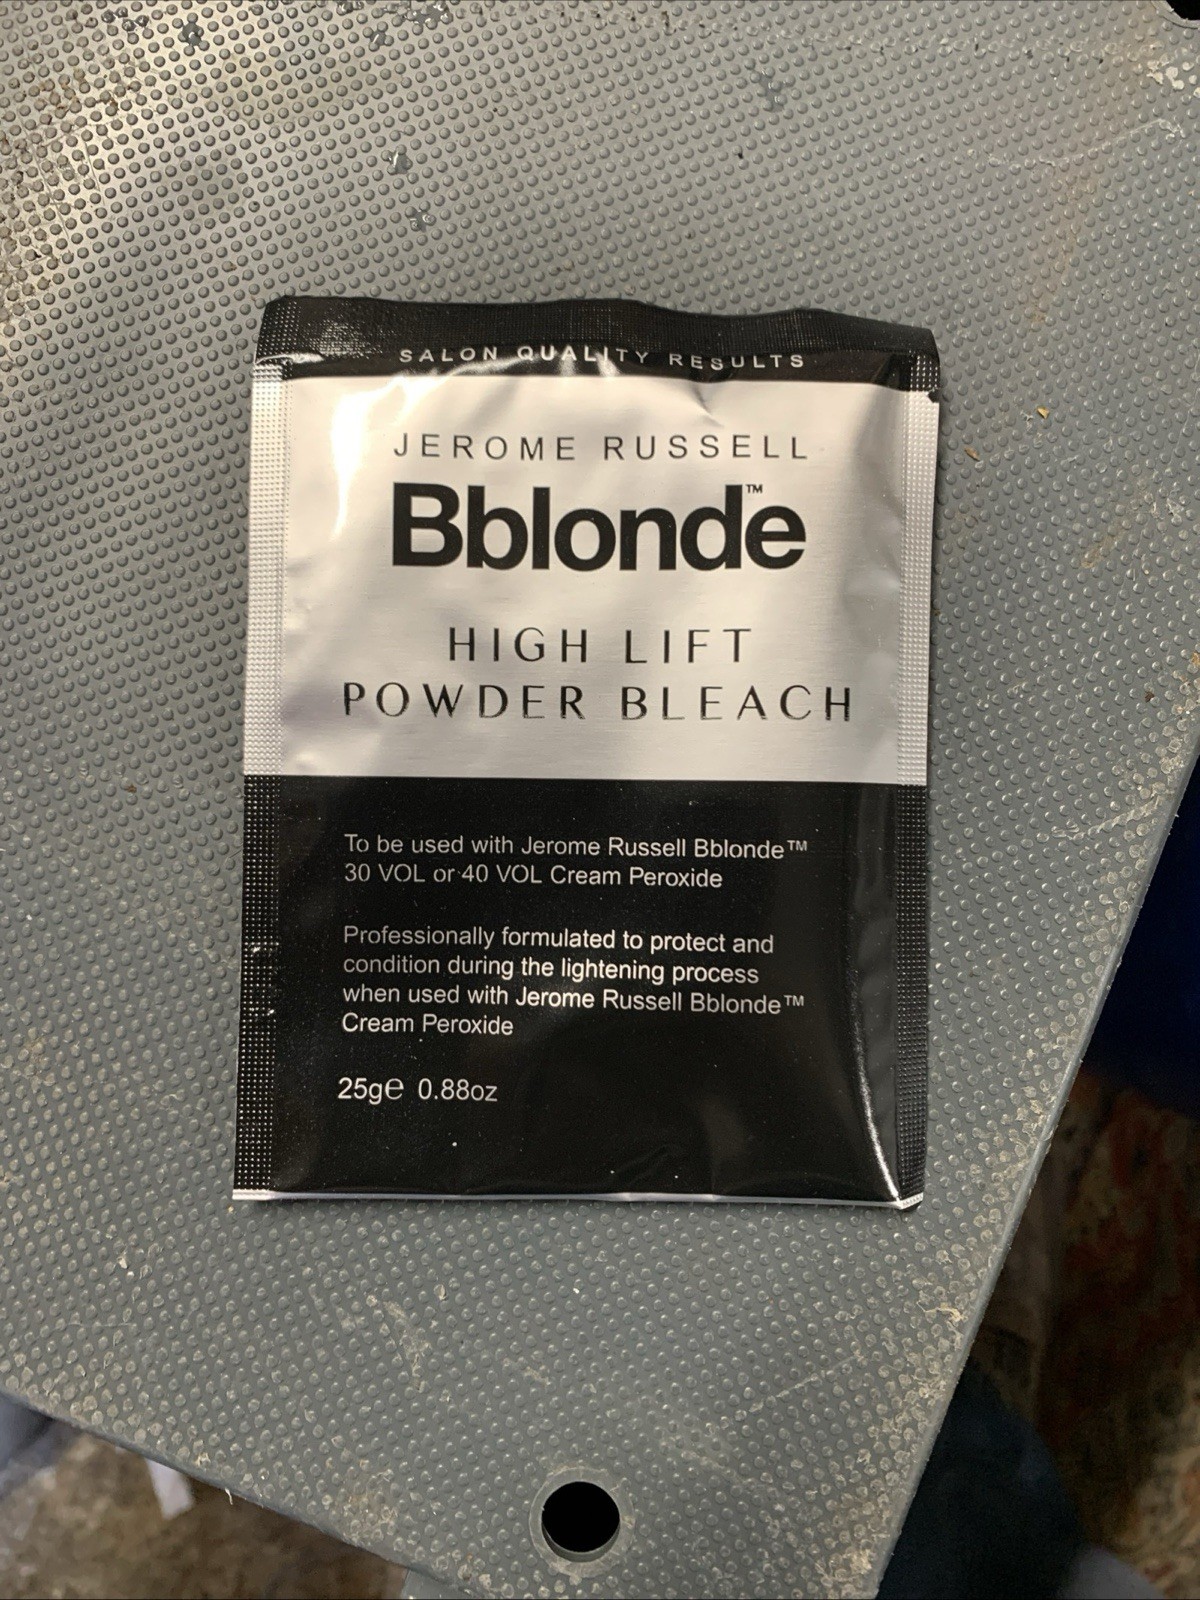 SALON QUALITY RESULTS
JEROME RUSSELL
Bblonde™
HIGH LIFT
POWDER BLEACH
To be used with Jerome Russell Bblonde™
30 VOL or 40 VOL Cream Peroxide
Professionally formulated to protect and
condition during the lightening process
when used with Jerome Russell Bblonde™
Cream Peroxide
25g℮ 0.88oz